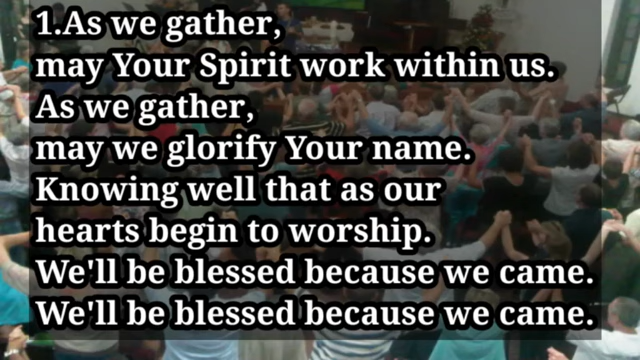 1.As we gather,
may Your Spirit work within us.
As we gather,
may we glorify Your name.
Knowing well that as our
hearts begin to worship.
We'll be blessed because we came.
We'll be blessed because we came.